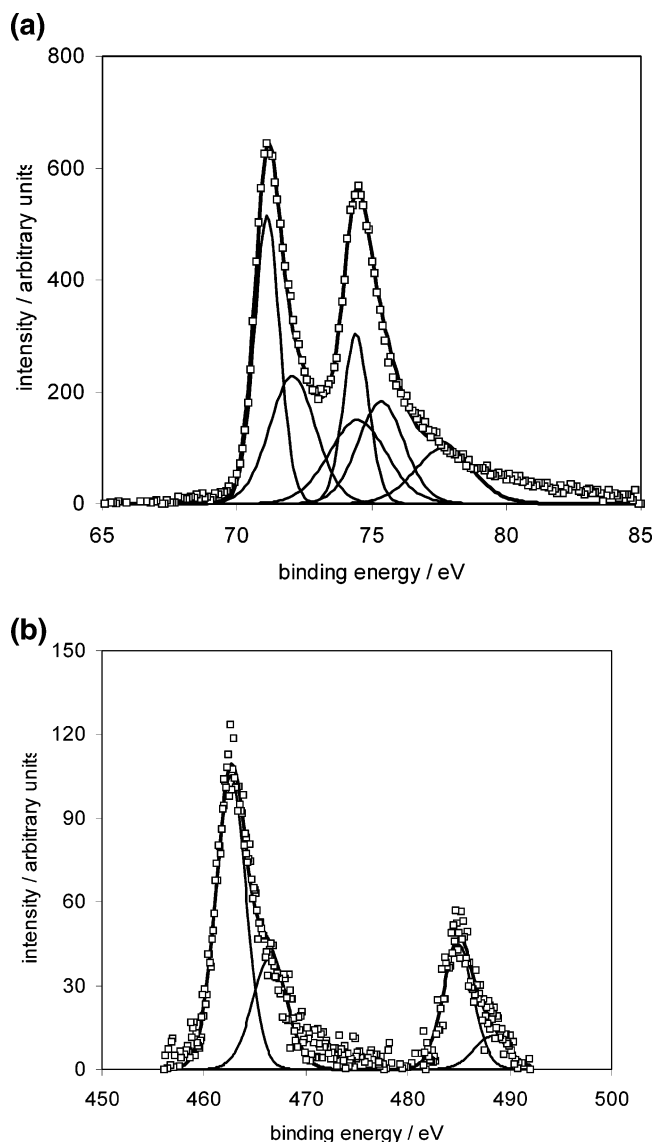 (a)
800
600
400
200
0
intensity / arbitrary units
65 70 75 80 85
binding energy / eV
(b)
150
120
90
60
30
0
intensity / arbitrary units
450 460 470 480 490 500
binding energy / eV